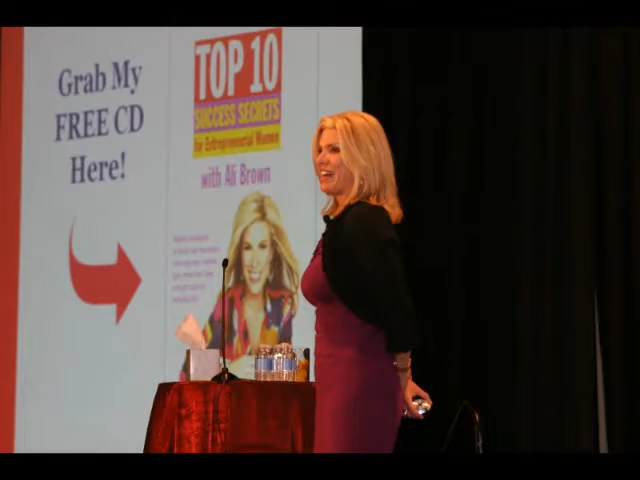 Grab My
FREE CD
Here!
TOP 10
SUCCESS SECRETS
for Entrepreneurial Women
with Ali Brown